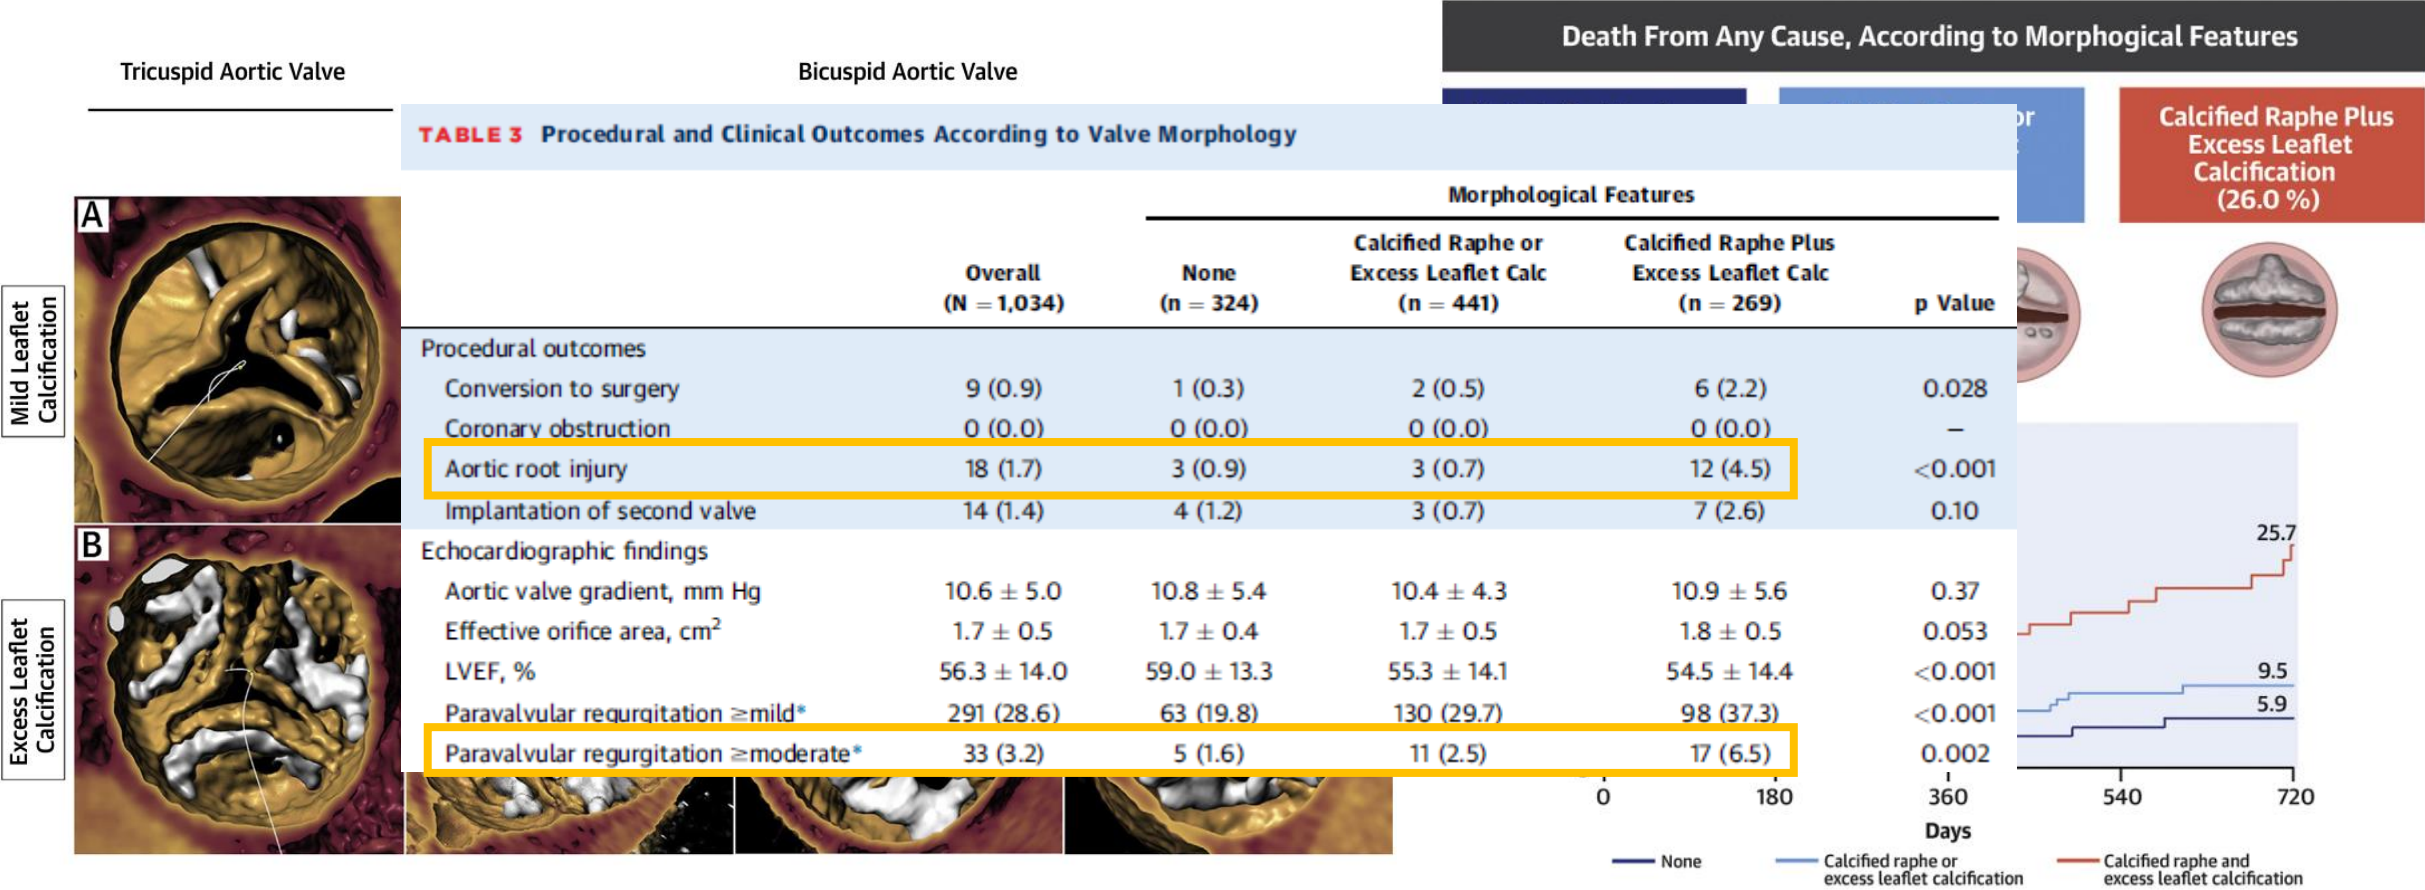 Tricuspid Aortic Valve
Bicuspid Aortic Valve
Death From Any Cause, According to Morphogical Features
or
Calcified Raphe Plus
Excess Leaflet
Calcification
(26.0 %)
A
Mild Leaflet
Calcification
B
Excess Leaflet
Calcification
TABLE 3 Procedural and Clinical Outcomes According to Valve Morphology
Morphological Features
Overall (N = 1,034) None (n = 324) Calcified Raphe or Excess Leaflet Calc (n = 441) Calcified Raphe Plus Excess Leaflet Calc (n = 269) p Value
Procedural outcomes
Conversion to surgery 9 (0.9) 1 (0.3) 2 (0.5) 6 (2.2) 0.028
Coronary obstruction 0 (0.0) 0 (0.0) 0 (0.0) 0 (0.0) –
Aortic root injury 18 (1.7) 3 (0.9) 3 (0.7) 12 (4.5) <0.001
Implantation of second valve 14 (1.4) 4 (1.2) 3 (0.7) 7 (2.6) 0.10
Echocardiographic findings
Aortic valve gradient, mm Hg 10.6 ± 5.0 10.8 ± 5.4 10.4 ± 4.3 10.9 ± 5.6 0.37
Effective orifice area, cm² 1.7 ± 0.5 1.7 ± 0.4 1.7 ± 0.5 1.8 ± 0.5 0.053
LVEF, % 56.3 ± 14.0 59.0 ± 13.3 55.3 ± 14.1 54.5 ± 14.4 <0.001
Paravalvular regurgitation ≥mild* 291 (28.6) 63 (19.8) 130 (29.7) 98 (37.3) <0.001
Paravalvular regurgitation ≥moderate* 33 (3.2) 5 (1.6) 11 (2.5) 17 (6.5) 0.002
25.7
9.5
5.9
0 180 360 540 720
Days
None
Calcified raphe or
excess leaflet calcification
Calcified raphe and
excess leaflet calcification